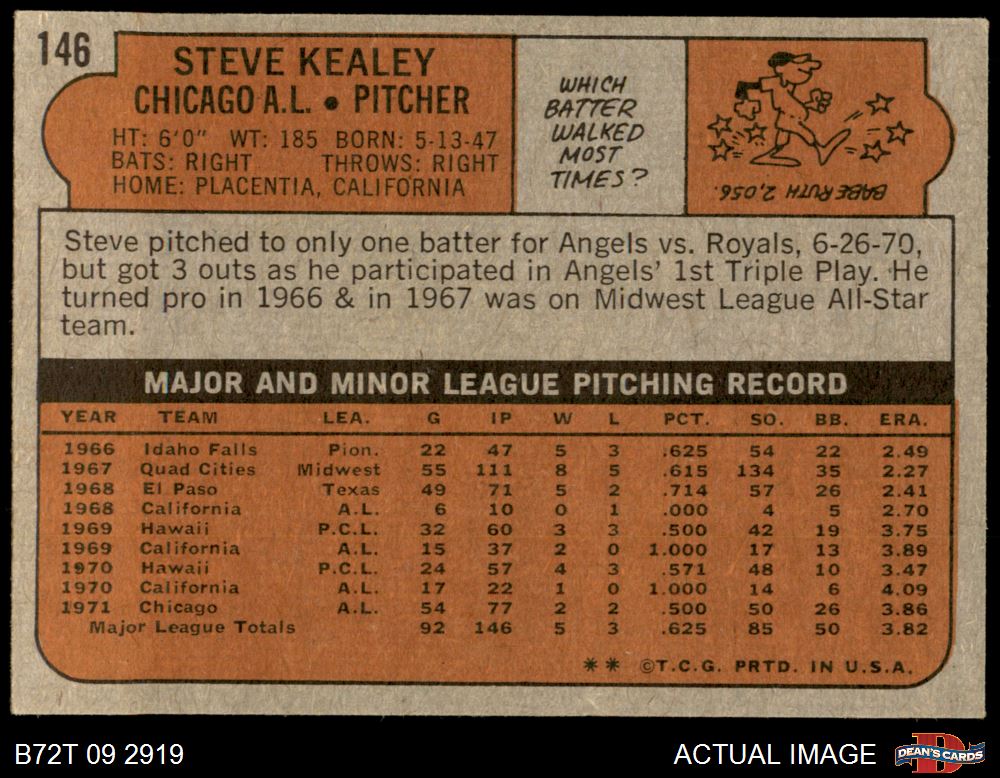 146
STEVE KEALEY
CHICAGO A.L. ● PITCHER
HT: 6'0" WT: 185 BORN: 5-13-47
BATS: RIGHT THROWS: RIGHT
HOME: PLACENTIA, CALIFORNIA
WHICH
BATTER
WALKED
MOST
TIMES?
BABE RUTH 2,056.
Steve pitched to only one batter for Angels vs. Royals, 6-26-70,
but got 3 outs as he participated in Angels' 1st Triple Play. He
turned pro in 1966 & in 1967 was on Midwest League All-Star
team.
MAJOR AND MINOR LEAGUE PITCHING RECORD
YEAR TEAM LEA. G IP W L PCT. SO. BB. ERA.
1966 Idaho Falls Pion. 22 47 5 3 .625 54 22 2.49
1967 Quad Cities Midwest 55 111 8 5 .615 134 35 2.27
1968 El Paso Texas 49 71 5 2 .714 57 26 2.41
1968 California A.L. 6 10 0 1 .000 4 5 2.70
1969 Hawaii P.C.L. 32 60 3 3 .500 42 19 3.75
1969 California A.L. 15 37 2 0 1.000 17 13 3.89
1970 Hawaii P.C.L. 24 57 4 3 .571 48 10 3.47
1970 California A.L. 17 22 1 0 1.000 14 6 4.09
1971 Chicago A.L. 54 77 2 2 .500 50 26 3.86
Major League Totals 92 146 5 3 .625 85 50 3.82
** ©T.C.G. PRTD. IN U.S.A.
B72T 09 2919
ACTUAL IMAGE
DEAN'S CARDS